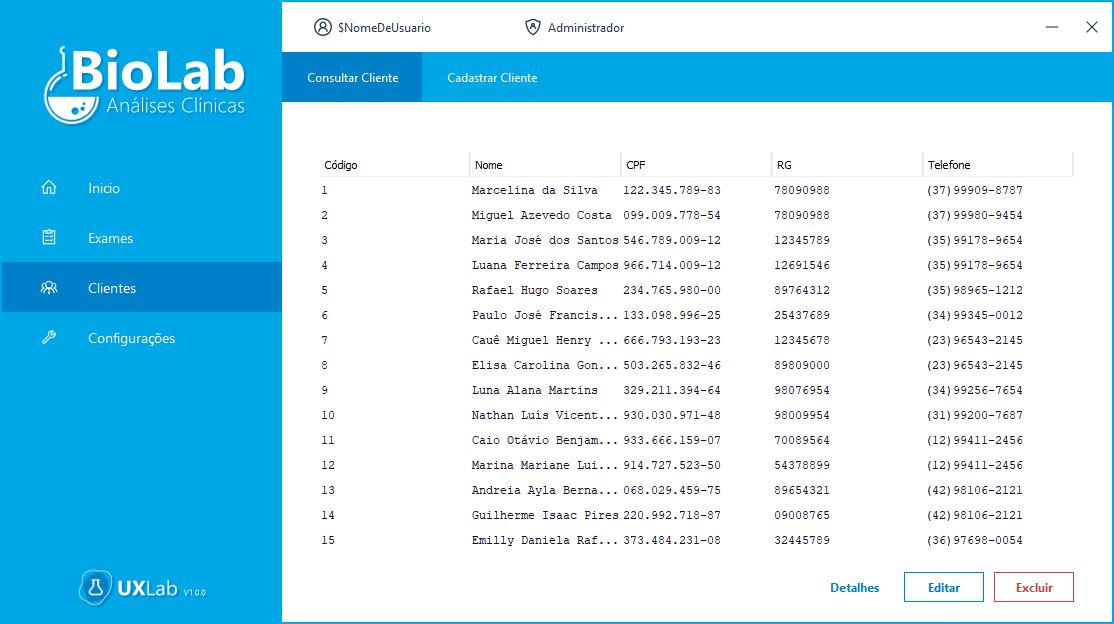 BioLab
Análises Clínicas
Inicio
Exames
Clientes
Configurações
UXLab V1.0.0
$NomeDeUsuario Administrador
Consultar Cliente Cadastrar Cliente
Código Nome CPF RG Telefone
1 Marcelina da Silva 122.345.789-83 78090988 (37)99909-8787
2 Miguel Azevedo Costa 099.009.778-54 78090988 (37)99980-9454
3 Maria José dos Santos 546.789.009-12 12345789 (35)99178-9654
4 Luana Ferreira Campos 966.714.009-12 12691546 (35)99178-9654
5 Rafael Hugo Soares 234.765.980-00 89764312 (35)98965-1212
6 Paulo José Francis... 133.098.996-25 25437689 (34)99345-0012
7 Cauê Miguel Henry ... 666.793.193-23 12345678 (23)96543-2145
8 Elisa Carolina Gon... 503.265.832-46 89809000 (23)96543-2145
9 Luna Alana Martins 329.211.394-64 98076954 (34)99256-7654
10 Nathan Luís Vicent... 930.030.971-48 98009954 (31)99200-7687
11 Caio Otávio Benjam... 933.666.159-07 70089564 (12)99411-2456
12 Marina Mariane Lui... 914.727.523-50 54378899 (12)99411-2456
13 Andreia Ayla Berna... 068.029.459-75 89654321 (42)98106-2121
14 Guilherme Isaac Pires 220.992.718-87 09008765 (42)98106-2121
15 Emilly Daniela Raf... 373.484.231-08 32445789 (36)97698-0054
Detalhes Editar Excluir